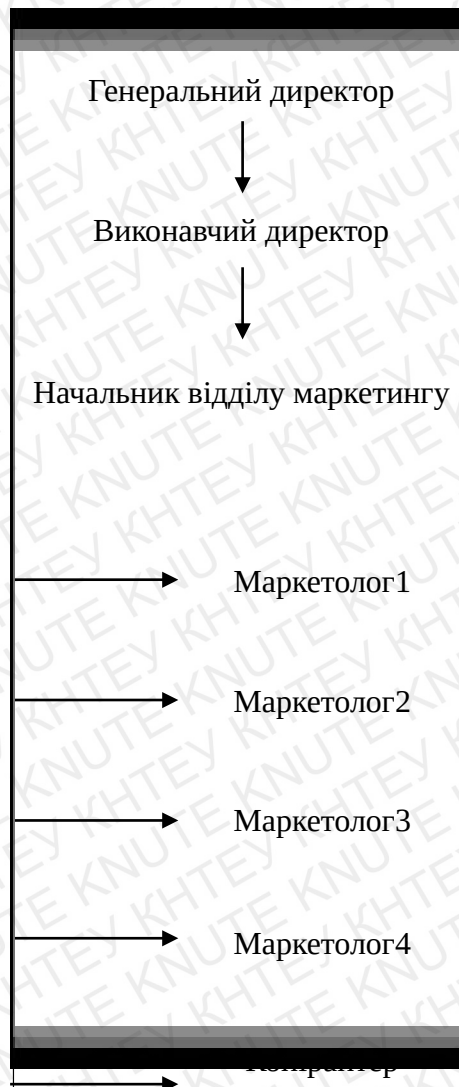 Генеральний директор
Виконавчий директор
Начальник відділу маркетингу
Маркетолог1
Маркетолог2
Маркетолог3
Маркетолог4